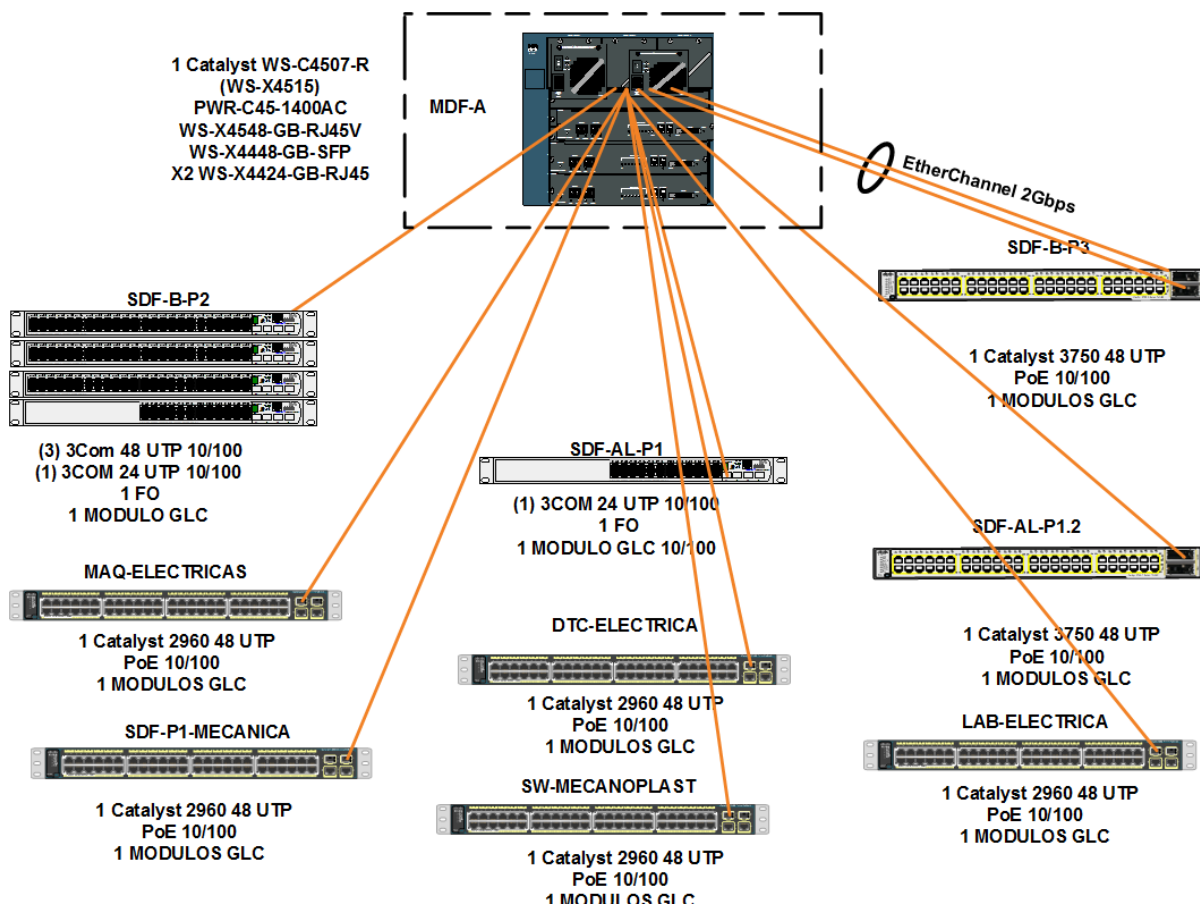 1 Catalyst WS-C4507-R
(WS-X4515)
PWR-C45-1400AC
WS-X4548-GB-RJ45V
WS-X4448-GB-SFP
X2 WS-X4424-GB-RJ45
MDF-A
EtherChannel 2Gbps
SDF-B-P3
1 Catalyst 3750 48 UTP
PoE 10/100
1 MODULOS GLC
SDF-B-P2
(3) 3Com 48 UTP 10/100
(1) 3COM 24 UTP 10/100
1 FO
1 MODULO GLC
SDF-AL-P1
(1) 3COM 24 UTP 10/100
1 FO
1 MODULO GLC 10/100
SDF-AL-P1.2
1 Catalyst 3750 48 UTP
PoE 10/100
1 MODULOS GLC
MAQ-ELECTRICAS
1 Catalyst 2960 48 UTP
PoE 10/100
1 MODULOS GLC
DTC-ELECTRICA
1 Catalyst 2960 48 UTP
PoE 10/100
1 MODULOS GLC
LAB-ELECTRICA
1 Catalyst 2960 48 UTP
PoE 10/100
1 MODULOS GLC
SDF-P1-MECANICA
1 Catalyst 2960 48 UTP
PoE 10/100
1 MODULOS GLC
SW-MECANOPLAST
1 Catalyst 2960 48 UTP
PoE 10/100
1 MODULOS GLC